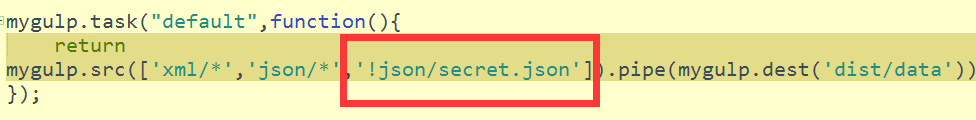 mygulp.task("default",function(){
return
mygulp.src(['xml/*','json/*','!json/secret.json']).pipe(mygulp.dest('dist/data'))
});